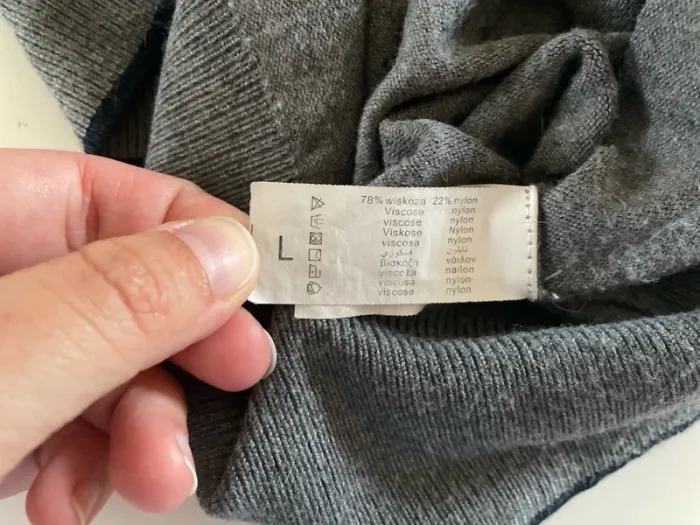 L
78% wiskoza 22% nylon
Viscose nylon
viscose nylon
Viskose Nylon
viscosa nylon
βισκόζη νάιλον
viscoza nailon
viscosa nylon
viscose nylon